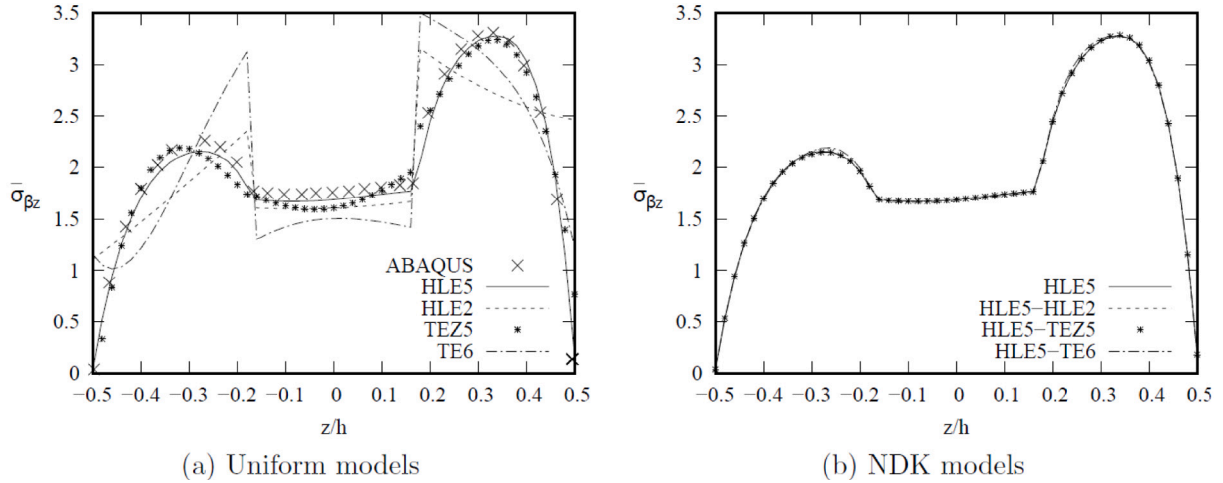 3.5
3
2.5
2
1.5
1
0.5
0
σ̅βz
ABAQUS
HLE5
HLE2
TEZ5
TE6
−0.5 −0.4 −0.3 −0.2 −0.1 0 0.1 0.2 0.3 0.4 0.5
z/h
(a) Uniform models
3.5
3
2.5
2
1.5
1
0.5
0
σ̅βz
HLE5
HLE5−HLE2
HLE5−TEZ5
HLE5−TE6
−0.5 −0.4 −0.3 −0.2 −0.1 0 0.1 0.2 0.3 0.4 0.5
z/h
(b) NDK models